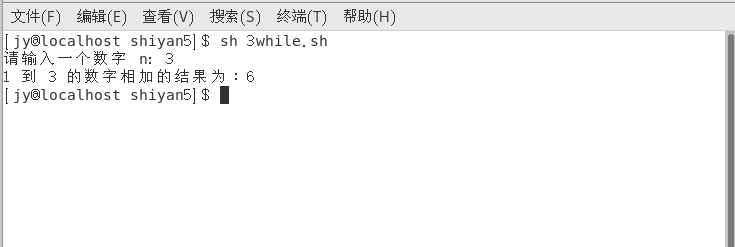 文件(F) 编辑(E) 查看(V) 搜索(S) 终端(T) 帮助(H)
[jy@localhost shiyan5]$ sh 3while.sh
请输入一个数字 n: 3
1 到 3 的数字相加的结果为：6
[jy@localhost shiyan5]$